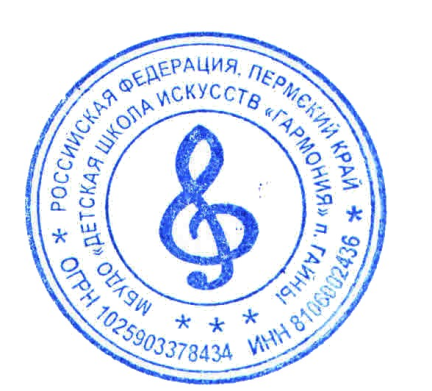 * РОССИЙСКАЯ ФЕДЕРАЦИЯ, ПЕРМСКИЙ КРАЙ *
ОГРН 1025903378434 ИНН 8106002436
МБУДО «ДЕТСКАЯ ШКОЛА ИСКУССТВ «ГАРМОНИЯ» п. ГАЙНЫ
* * *